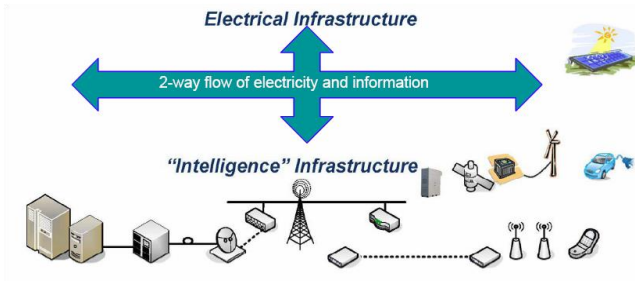 Electrical Infrastructure
2-way flow of electricity and information
“Intelligence” Infrastructure